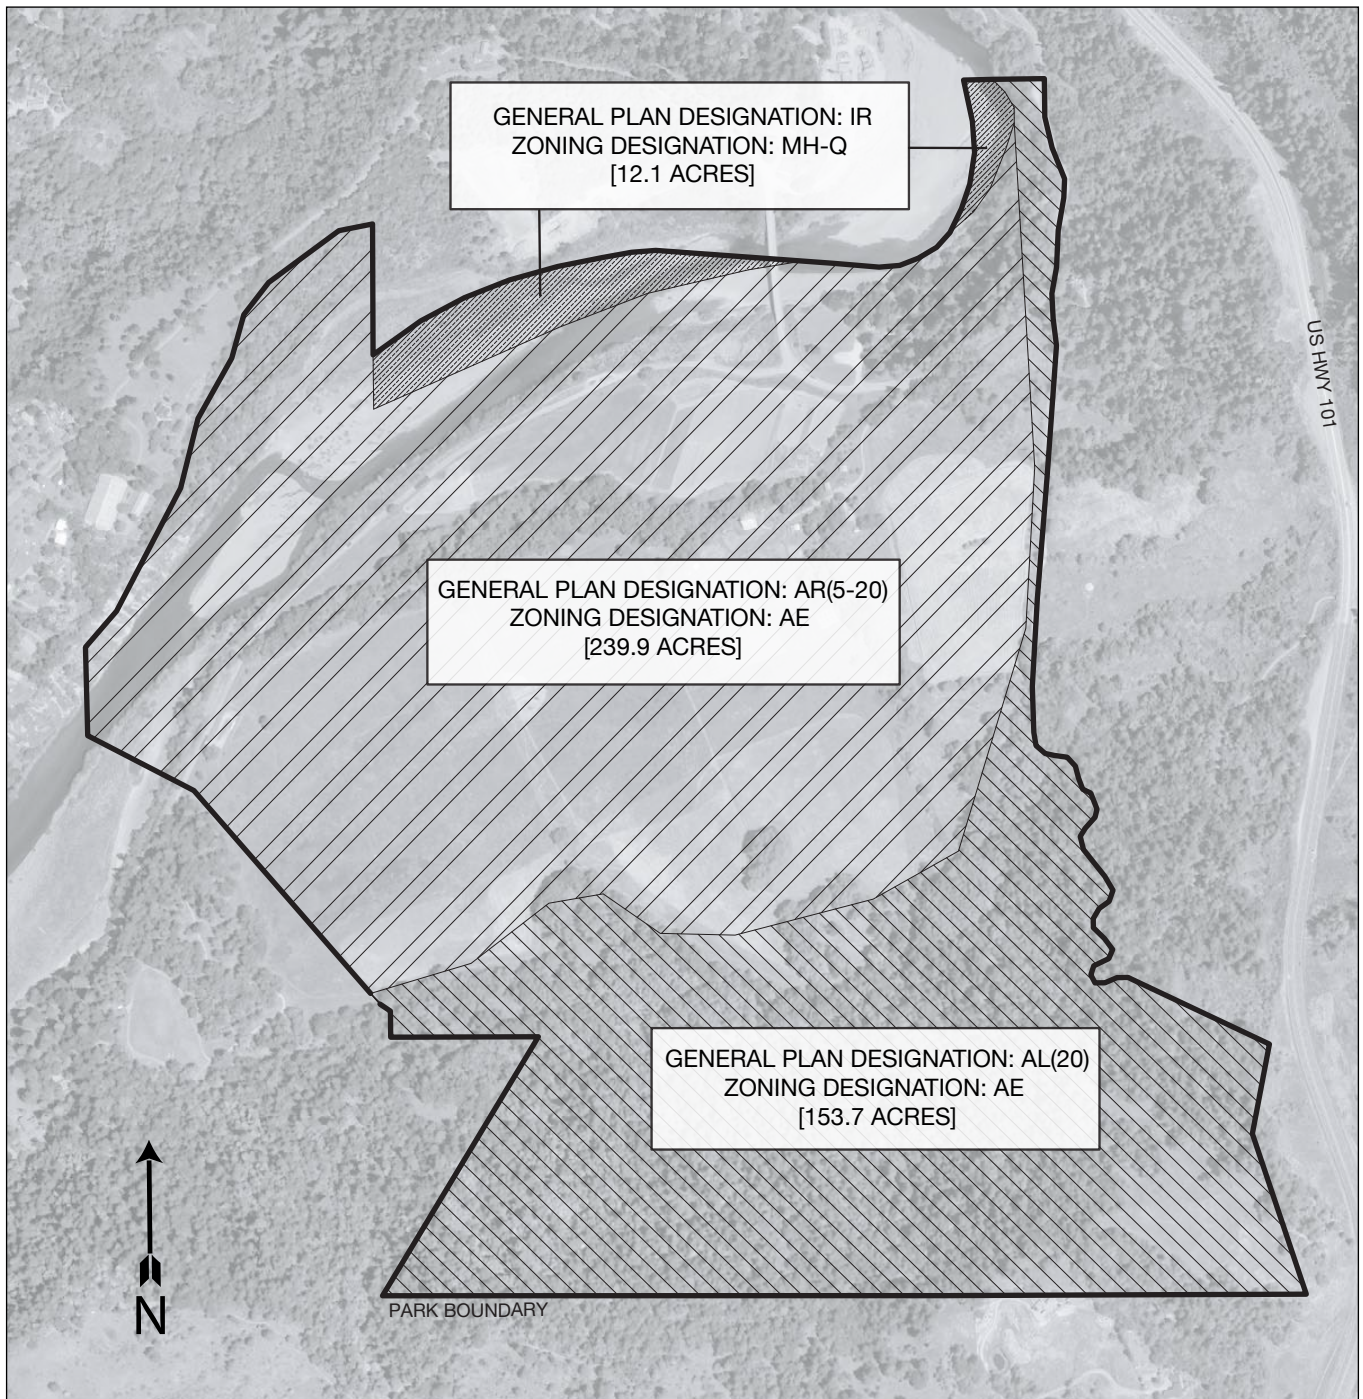 GENERAL PLAN DESIGNATION: IR
ZONING DESIGNATION: MH-Q
[12.1 ACRES]
US HWY 101
GENERAL PLAN DESIGNATION: AR(5-20)
ZONING DESIGNATION: AE
[239.9 ACRES]
GENERAL PLAN DESIGNATION: AL(20)
ZONING DESIGNATION: AE
[153.7 ACRES]
N
PARK BOUNDARY